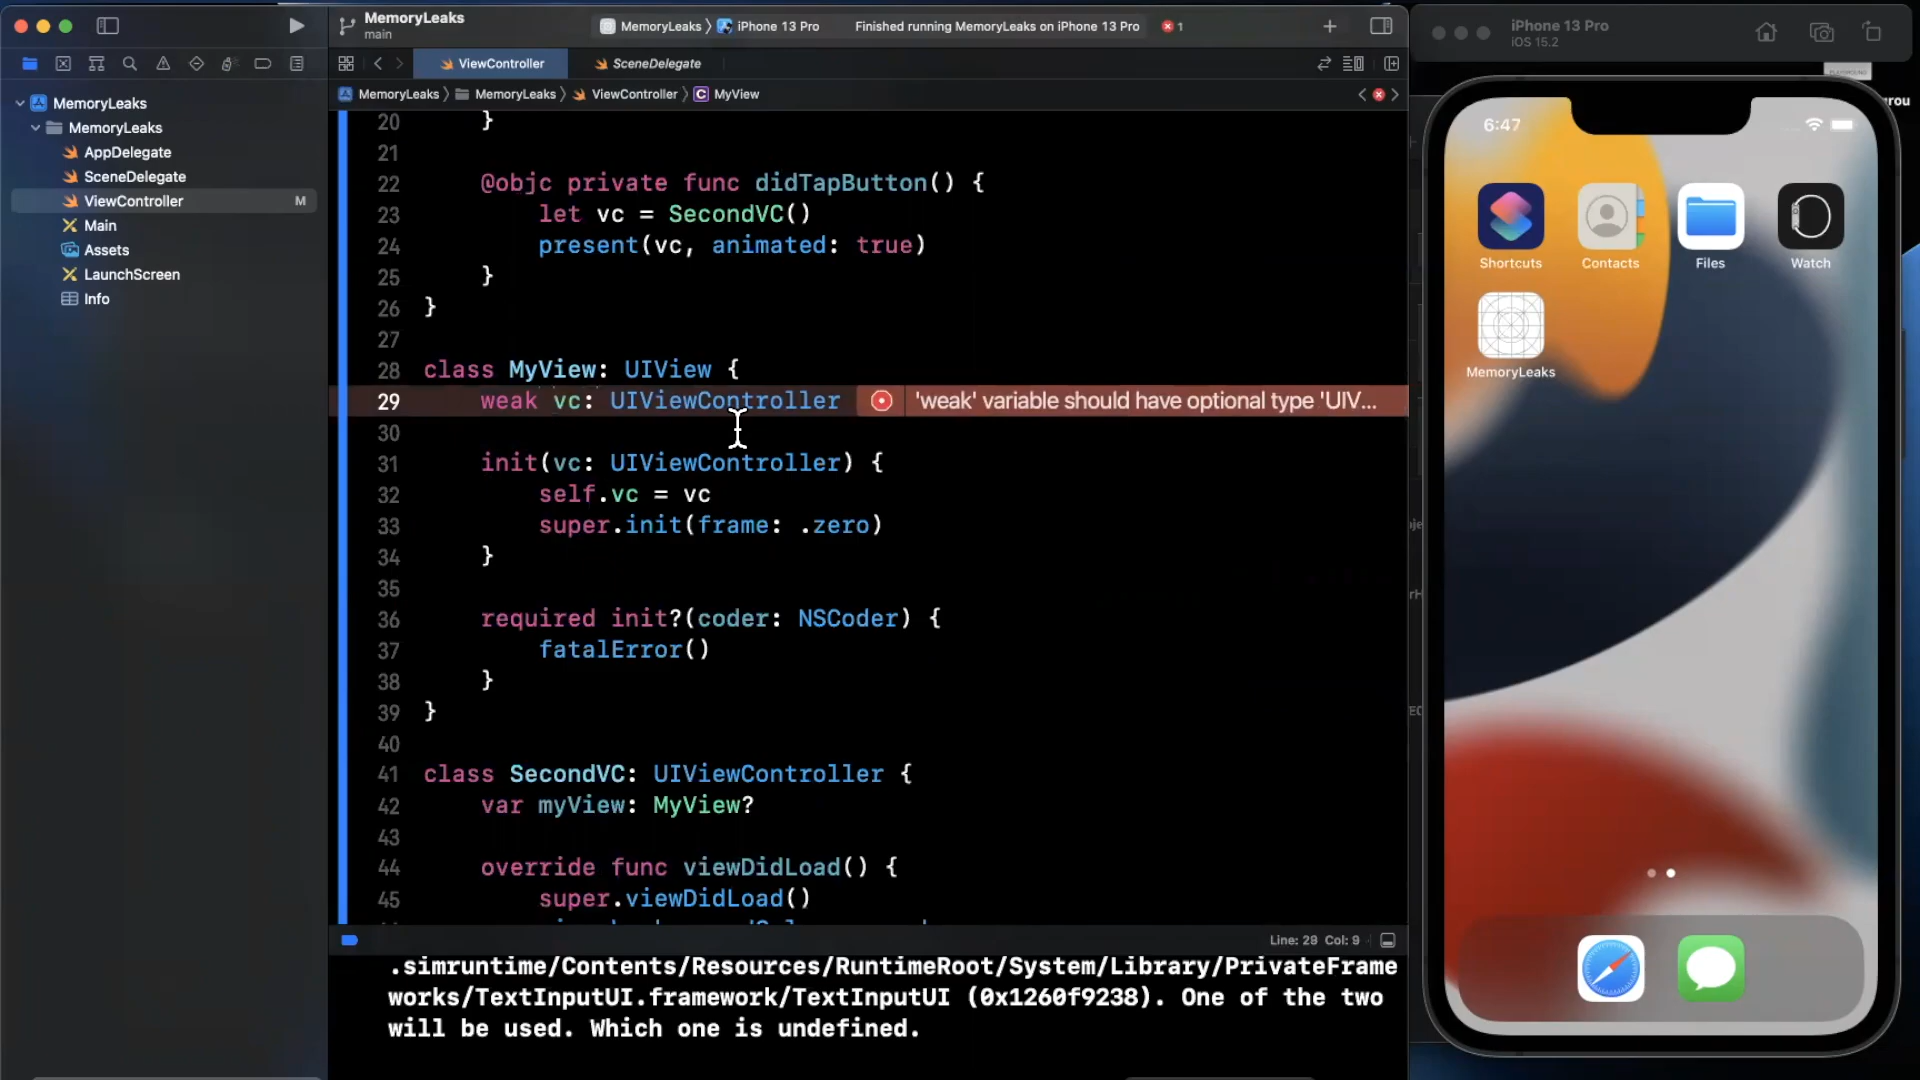 MemoryLeaks
main
MemoryLeaks
iPhone 13 Pro
Finished running MemoryLeaks on iPhone 13 Pro
1
ViewController
SceneDelegate
MemoryLeaks
MemoryLeaks
ViewController
C
MyView
MemoryLeaks
MemoryLeaks
AppDelegate
SceneDelegate
ViewController M
Main
Assets
LaunchScreen
Info
20 }
21
22 @objc private func didTapButton() {
23 let vc = SecondVC()
24 present(vc, animated: true)
25 }
26 }
27
28 class MyView: UIView {
29 weak vc: UIViewController 'weak' variable should have optional type 'UIV...
30
31 init(vc: UIViewController) {
32 self.vc = vc
33 super.init(frame: .zero)
34 }
35
36 required init?(coder: NSCoder) {
37 fatalError()
38 }
39 }
40
41 class SecondVC: UIViewController {
42 var myView: MyView?
43
44 override func viewDidLoad() {
45 super.viewDidLoad()
Line: 29 Col: 9
.simruntime/Contents/Resources/RuntimeRoot/System/Library/PrivateFrame
works/TextInputUI.framework/TextInputUI (0x1260f9238). One of the two
will be used. Which one is undefined.
iPhone 13 Pro
iOS 15.2
PLAYGROUND
grou
6:47
Shortcuts
Contacts
Files
Watch
MemoryLeaks